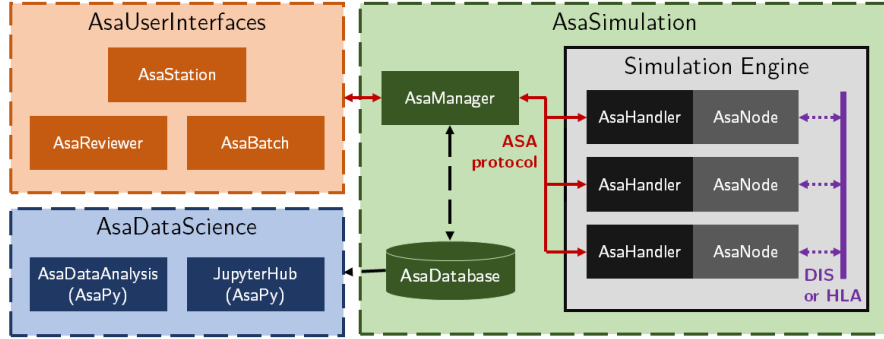 AsaUserInterfaces
AsaStation
AsaReviewer
AsaBatch
AsaDataScience
AsaDataAnalysis
(AsaPy)
JupyterHub
(AsaPy)
AsaSimulation
AsaManager
ASA
protocol
AsaDatabase
Simulation Engine
AsaHandler
AsaNode
AsaHandler
AsaNode
AsaHandler
AsaNode
DIS
or HLA